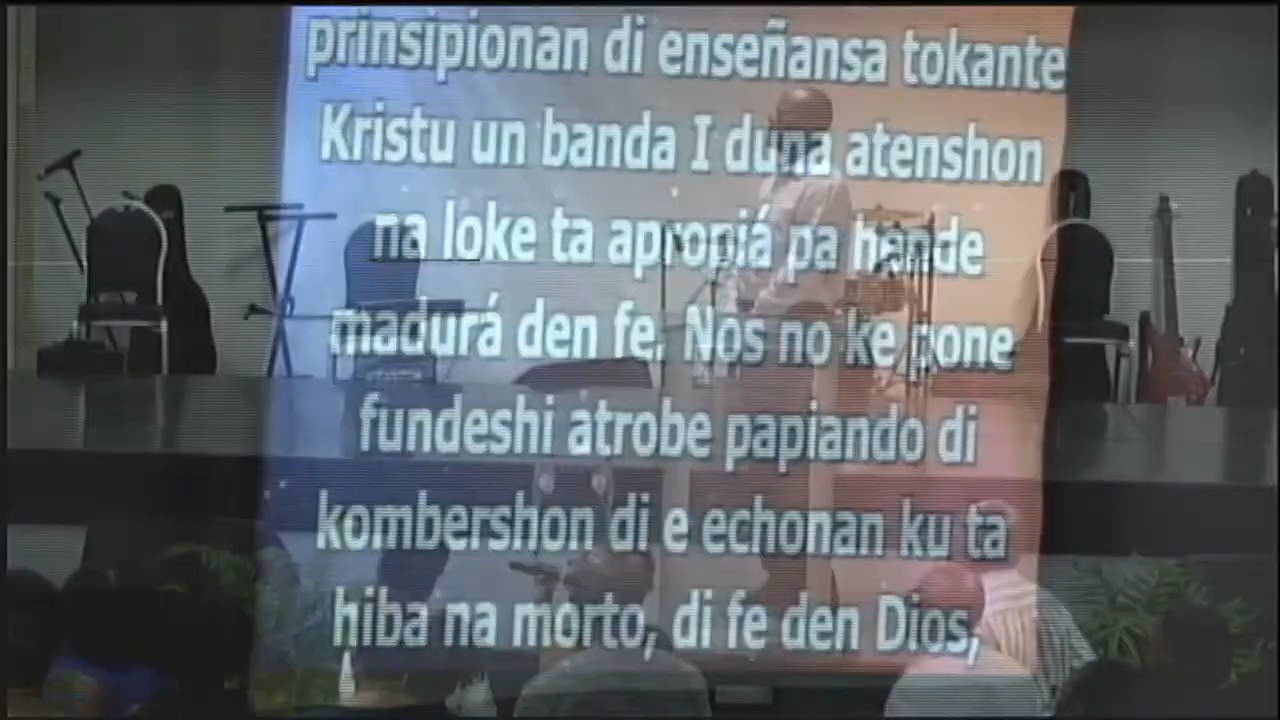 prinsipionan di enseñansa tokante
Kristu un banda I duna atenshon
na loke ta apropiá pa hende
madurá den fe. Nos no ke pone
fundeshi atrobe papiando di
kombershon di e echonan ku ta
hiba na morto, di fe den Dios,